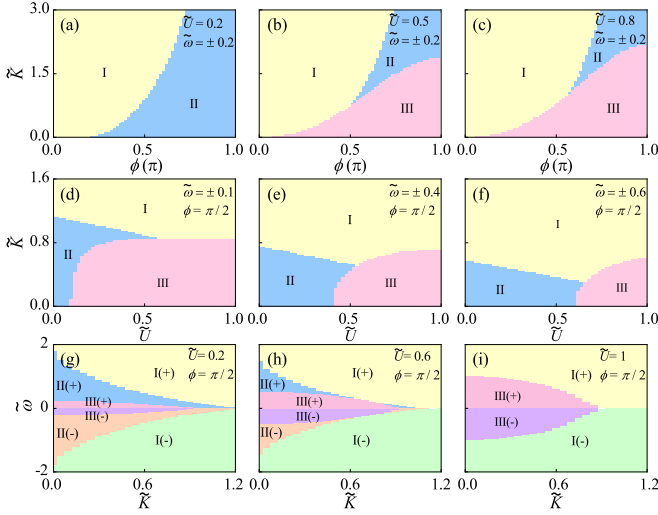 (a)
Ũ = 0.2
ω̃ = ± 0.2
I
II
3.0
1.5
0.0
K̃
0.0
0.5
1.0
ϕ (π)
(b)
Ũ = 0.5
ω̃ = ± 0.2
I
II
III
0.0
0.5
1.0
ϕ (π)
(c)
Ũ = 0.8
ω̃ = ± 0.2
I
II
III
0.0
0.5
1.0
ϕ (π)
(d)
ω̃ = ± 0.1
ϕ = π / 2
I
II
III
1.6
0.8
0.0
K̃
0.0
0.5
1.0
Ũ
(e)
ω̃ = ± 0.4
ϕ = π / 2
I
II
III
0.0
0.5
1.0
Ũ
(f)
ω̃ = ± 0.6
ϕ = π / 2
I
II
III
0.0
0.5
1.0
Ũ
(g)
Ũ = 0.2
ϕ = π / 2
I(+)
II(+)
III(+)
III(-)
II(-)
I(-)
2
0
-2
ω̃
0.0
0.6
1.2
K̃
(h)
Ũ = 0.6
ϕ = π / 2
I(+)
II(+)
III(+)
III(-)
II(-)
I(-)
0.0
0.6
1.2
K̃
(i)
Ũ = 1
ϕ = π / 2
I(+)
III(+)
III(-)
I(-)
0.0
0.6
1.2
K̃